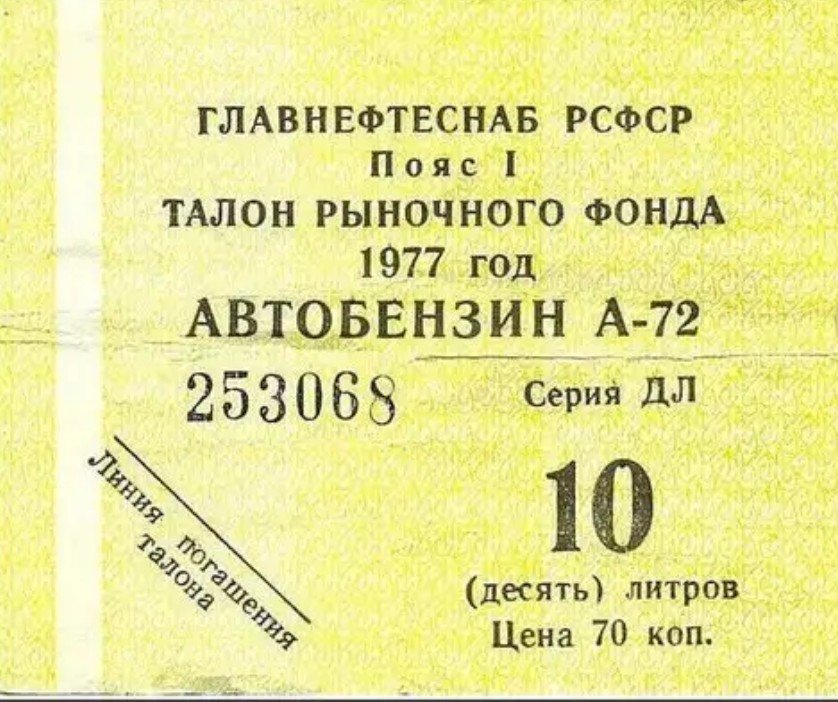 ГЛАВНЕФТЕСНАБ РСФСР
Пояс I
ТАЛОН РЫНОЧНОГО ФОНДА
1977 год
АВТОБЕНЗИН А-72
253068 Серия ДЛ
Линия погашения
талона
10
(десять) литров
Цена 70 коп.